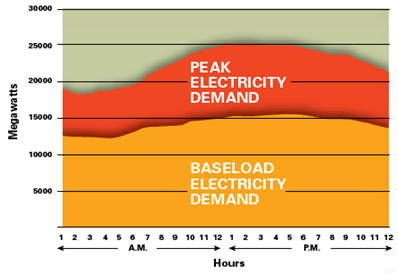 30000
25000
20000
15000
10000
5000
Megawatts
PEAK
ELECTRICITY
DEMAND
BASELOAD
ELECTRICITY
DEMAND
1 2 3 4 5 6 7 8 9 10 11 12 1 2 3 4 5 6 7 8 9 10 11 12
A.M. P.M.
Hours